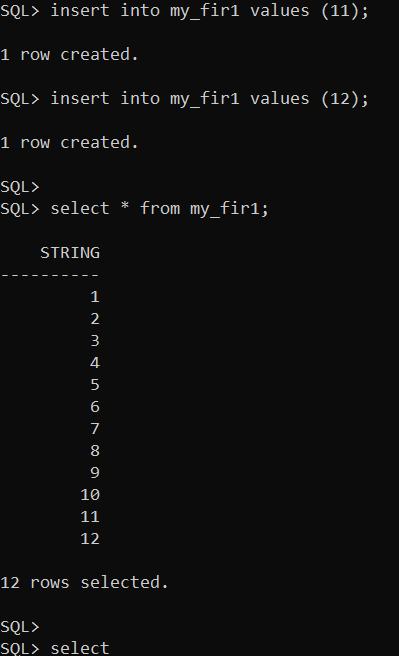 SQL> insert into my_fir1 values (11);
1 row created.
SQL> insert into my_fir1 values (12);
1 row created.
SQL>
SQL> select * from my_fir1;
STRING
----------
1
2
3
4
5
6
7
8
9
10
11
12
12 rows selected.
SQL>
SQL> select